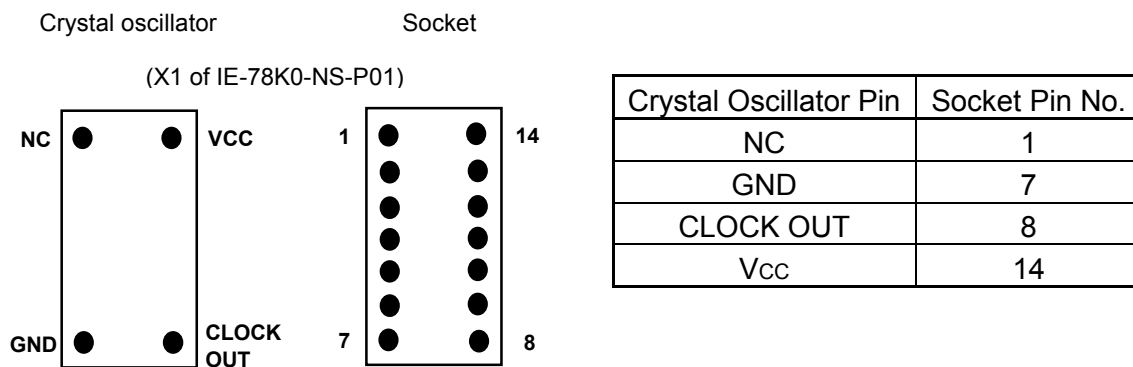 Crystal oscillator
Socket
(X1 of IE-78K0-NS-P01)
NC
VCC
GND
CLOCK
OUT
1
14
7
8
Crystal Oscillator Pin Socket Pin No.
NC 1
GND 7
CLOCK OUT 8
VCC 14